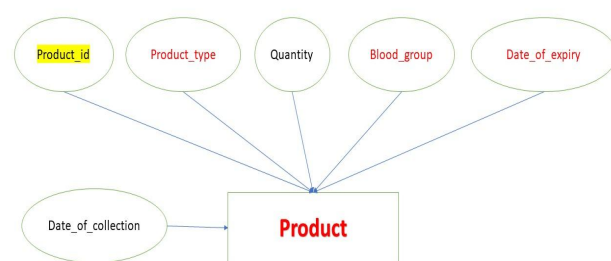 Product_id
Product_type
Quantity
Blood_group
Date_of_expiry
Date_of_collection
Product